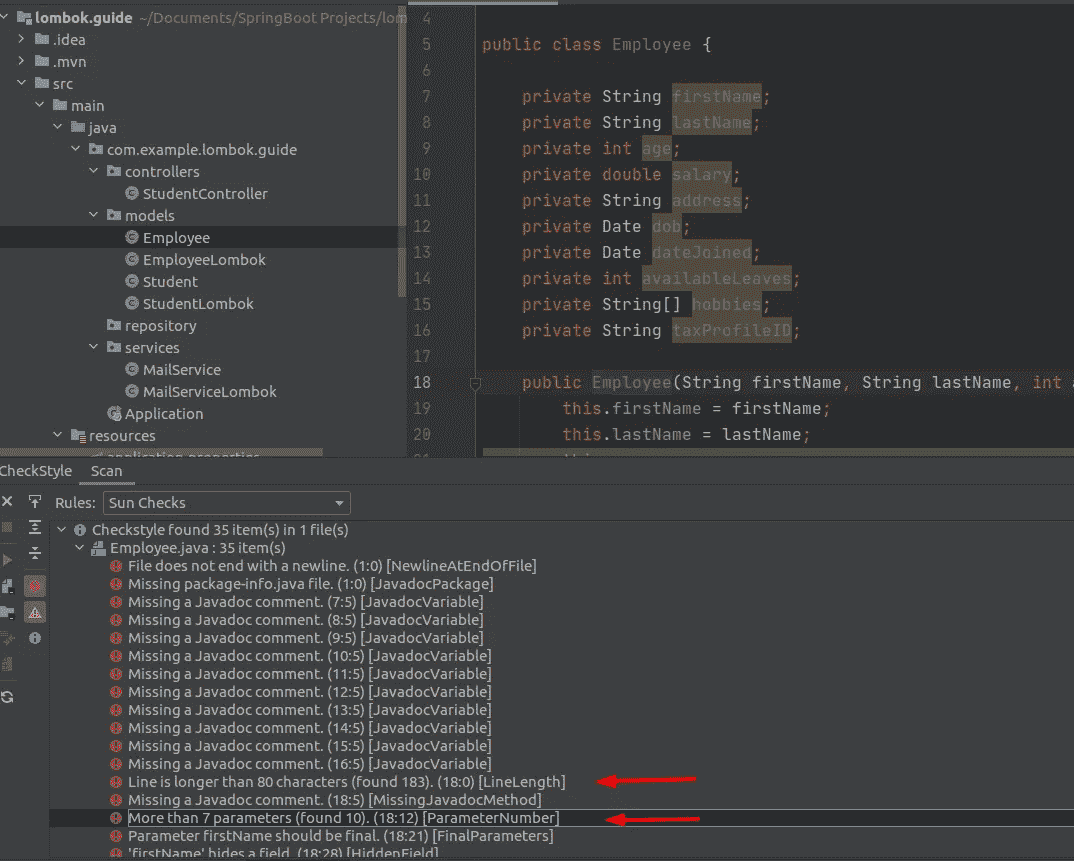 lombok.guide ~/Documents/SpringBoot Projects/lom
.idea
.mvn
src
main
java
com.example.lombok.guide
controllers
StudentController
models
Employee
EmployeeLombok
Student
StudentLombok
repository
services
MailService
MailServiceLombok
Application
resources
application.properties
4
5 public class Employee {
6
7 private String firstName;
8 private String lastName;
9 private int age;
10 private double salary;
11 private String address;
12 private Date dob;
13 private Date dateJoined;
14 private int availableLeaves;
15 private String[] hobbies;
16 private String taxProfileID;
17
18 public Employee(String firstName, String lastName, int a
19 this.firstName = firstName;
20 this.lastName = lastName;
CheckStyle Scan
Rules: Sun Checks
Checkstyle found 35 item(s) in 1 file(s)
Employee.java : 35 item(s)
File does not end with a newline. (1:0) [NewlineAtEndOfFile]
Missing package-info.java file. (1:0) [JavadocPackage]
Missing a Javadoc comment. (7:5) [JavadocVariable]
Missing a Javadoc comment. (8:5) [JavadocVariable]
Missing a Javadoc comment. (9:5) [JavadocVariable]
Missing a Javadoc comment. (10:5) [JavadocVariable]
Missing a Javadoc comment. (11:5) [JavadocVariable]
Missing a Javadoc comment. (12:5) [JavadocVariable]
Missing a Javadoc comment. (13:5) [JavadocVariable]
Missing a Javadoc comment. (14:5) [JavadocVariable]
Missing a Javadoc comment. (15:5) [JavadocVariable]
Missing a Javadoc comment. (16:5) [JavadocVariable]
Line is longer than 80 characters (found 183). (18:0) [LineLength]
Missing a Javadoc comment. (18:5) [MissingJavadocMethod]
More than 7 parameters (found 10). (18:12) [ParameterNumber]
Parameter firstName should be final. (18:21) [FinalParameters]
'firstName' hides a field. (18:28) [HiddenField]